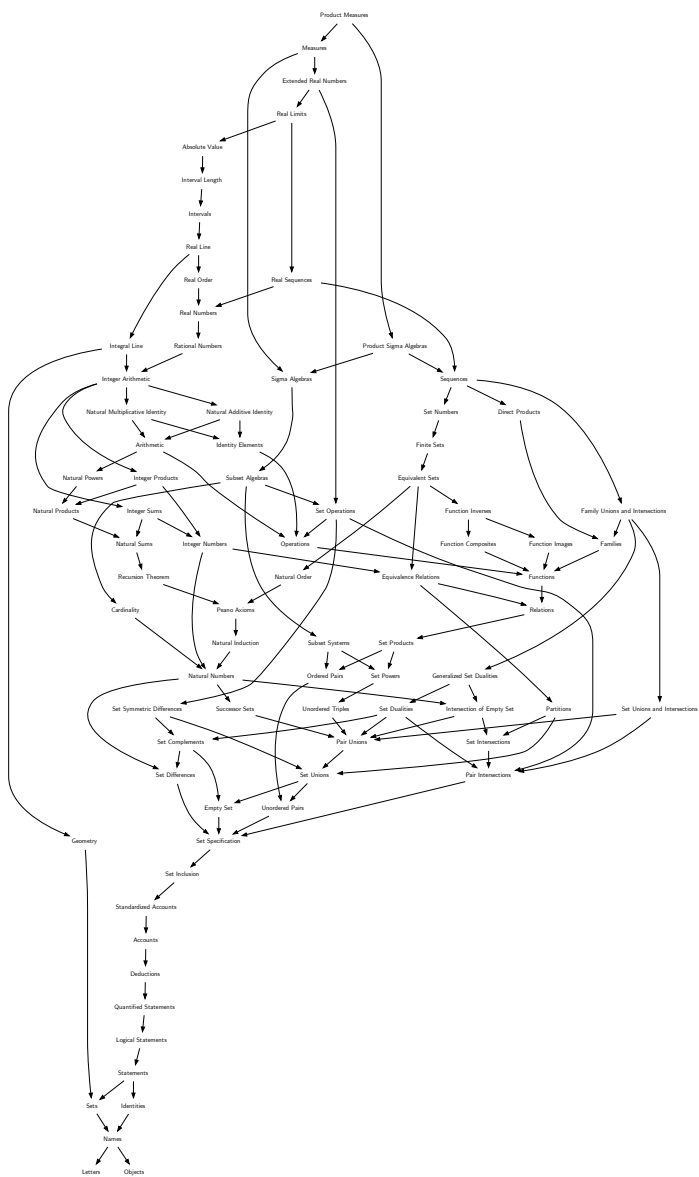 Product Measures
Measures
Extended Real Numbers
Real Limits
Absolute Value
Interval Length
Intervals
Real Line
Real Order
Real Sequences
Real Numbers
Integral Line
Rational Numbers
Product Sigma Algebras
Integer Arithmetic
Sigma Algebras
Sequences
Natural Multiplicative Identity
Natural Additive Identity
Set Numbers
Direct Products
Arithmetic
Identity Elements
Finite Sets
Natural Powers
Integer Products
Subset Algebras
Equivalent Sets
Natural Products
Integer Sums
Set Operations
Function Inverses
Family Unions and Intersections
Natural Sums
Integer Numbers
Operations
Function Composites
Function Images
Families
Recursion Theorem
Natural Order
Equivalence Relations
Functions
Cardinality
Peano Axioms
Relations
Natural Induction
Subset Systems
Set Products
Natural Numbers
Ordered Pairs
Set Powers
Generalized Set Dualities
Set Symmetric Differences
Successor Sets
Unordered Triples
Set Dualities
Intersection of Empty Set
Partitions
Set Unions and Intersections
Set Complements
Pair Unions
Set Intersections
Set Differences
Set Unions
Pair Intersections
Empty Set
Unordered Pairs
Geometry
Set Specification
Set Inclusion
Standardized Accounts
Accounts
Deductions
Quantified Statements
Logical Statements
Statements
Sets
Identities
Names
Letters
Objects